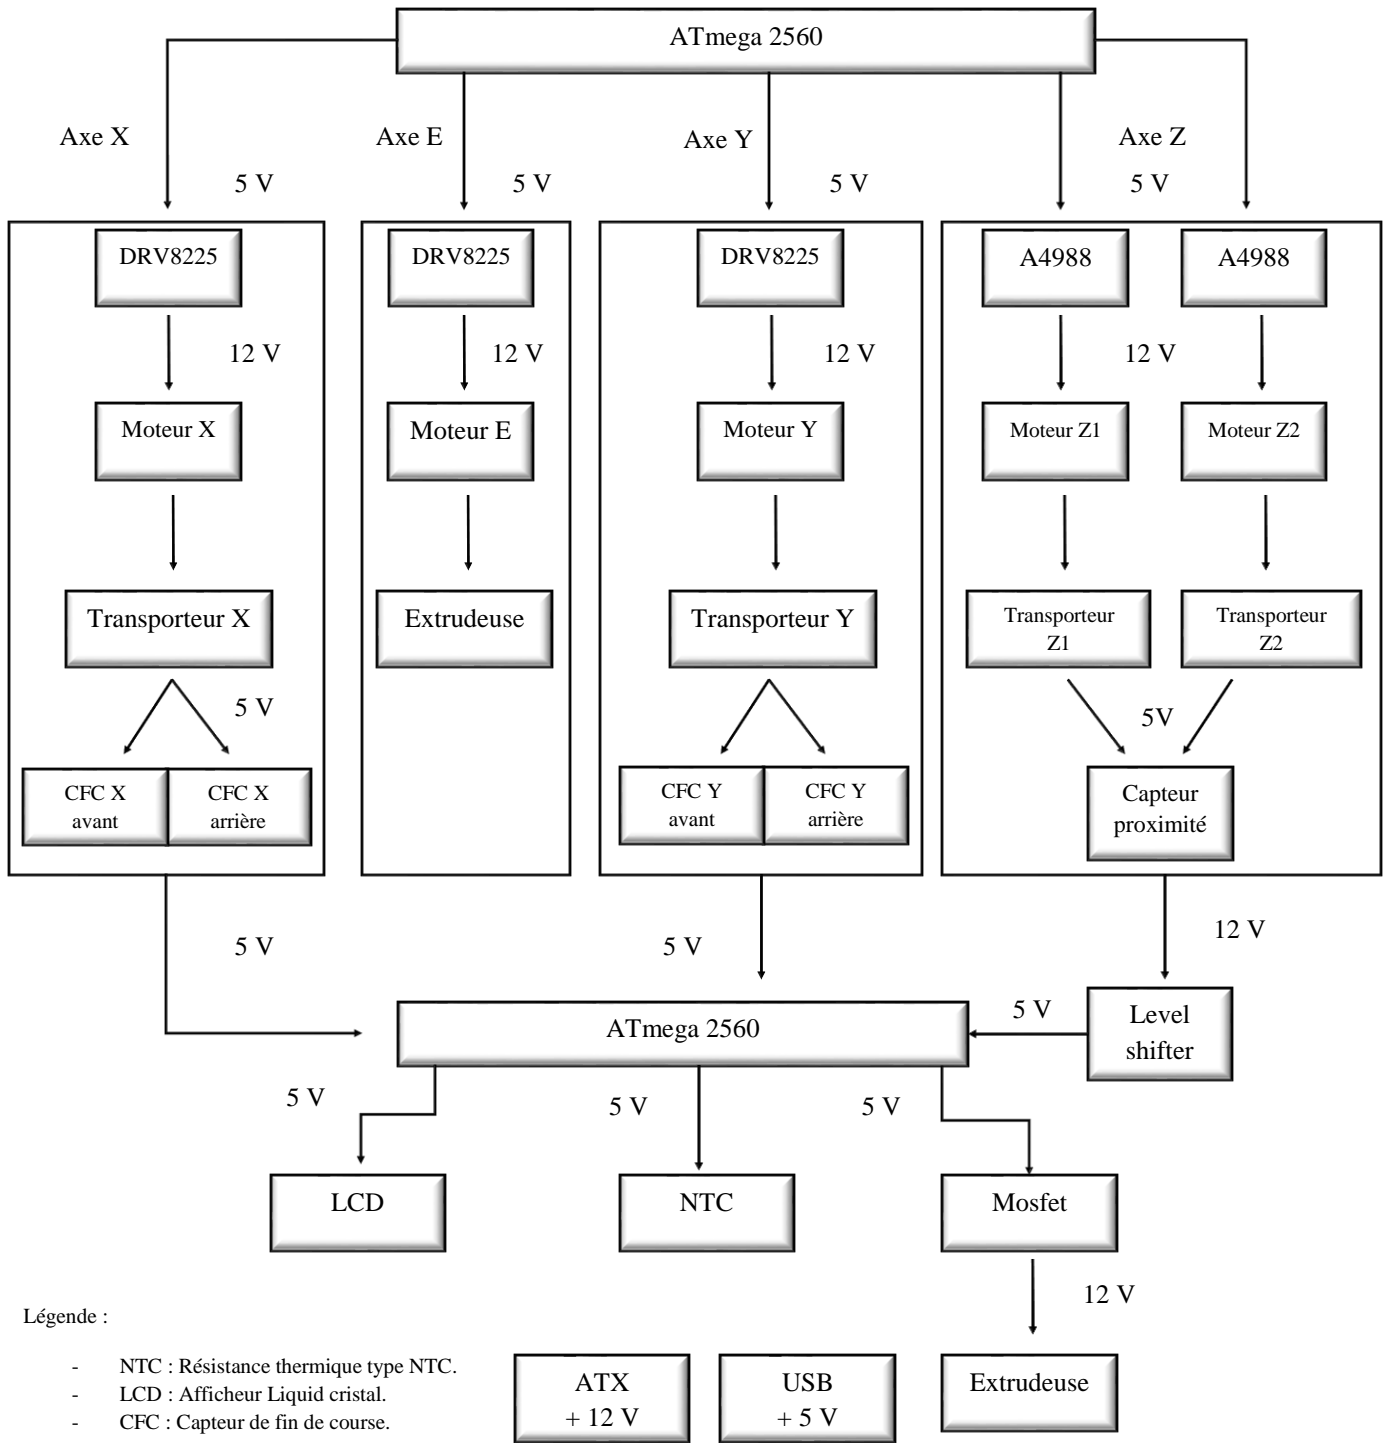 ATmega 2560
Axe X
Axe E
Axe Y
Axe Z
5 V
5 V
5 V
5 V
DRV8225
DRV8225
DRV8225
A4988
A4988
12 V
12 V
12 V
12 V
Moteur X
Moteur E
Moteur Y
Moteur Z1
Moteur Z2
Transporteur X
Extrudeuse
Transporteur Y
Transporteur
Z1
Transporteur
Z2
5 V
5V
CFC X
avant
CFC X
arrière
CFC Y
avant
CFC Y
arrière
Capteur
proximité
5 V
5 V
12 V
ATmega 2560
5 V
Level
shifter
5 V
5 V
5 V
LCD
NTC
Mosfet
12 V
Légende :
- NTC : Résistance thermique type NTC.
- LCD : Afficheur Liquid cristal.
- CFC : Capteur de fin de course.
ATX
+ 12 V
USB
+ 5 V
Extrudeuse